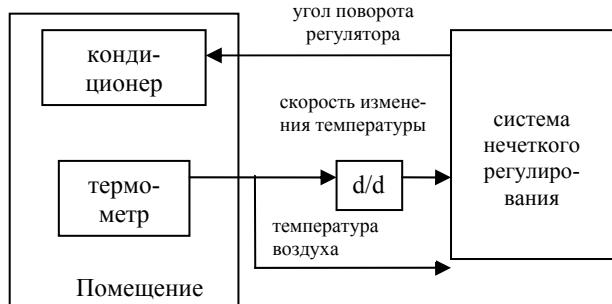 угол поворота
регулятора
конди-
ционер
скорость измене-
ния температуры
система
нечеткого
регулиро-
вания
термо-
метр
d/d
температура
воздуха
Помещение